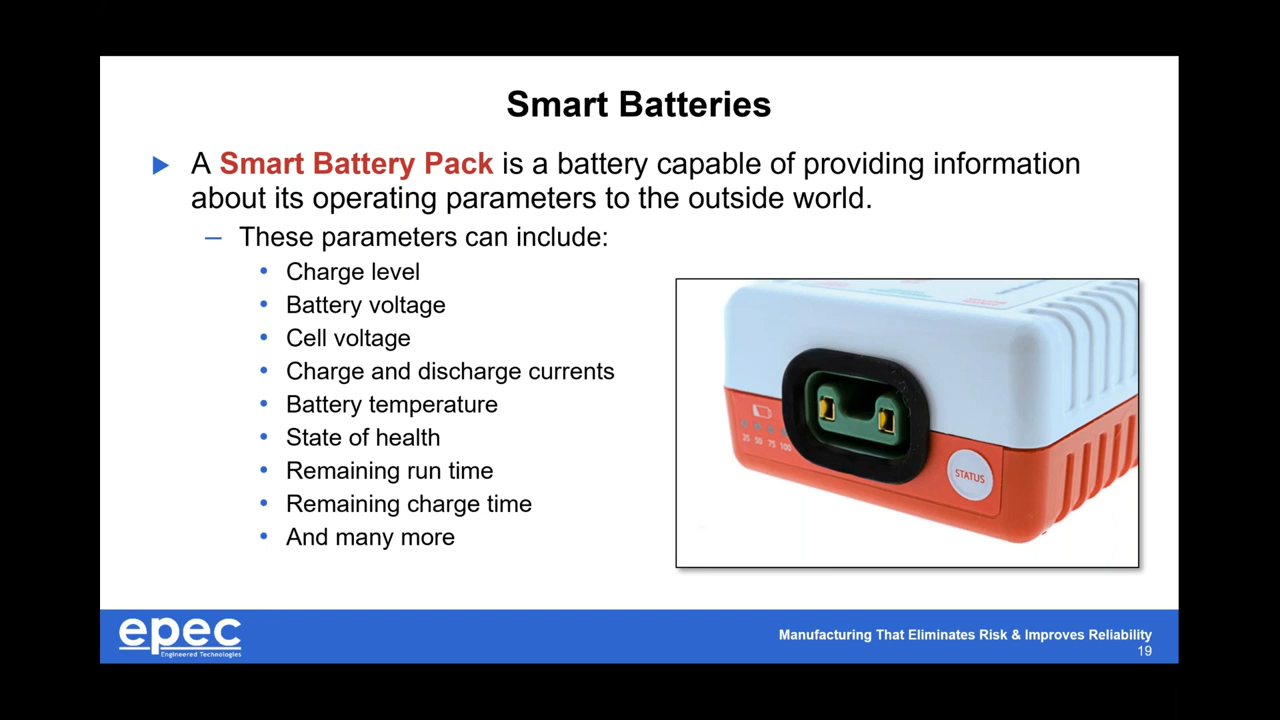 Smart Batteries
A Smart Battery Pack is a battery capable of providing information
about its operating parameters to the outside world.
– These parameters can include:
• Charge level
• Battery voltage
• Cell voltage
• Charge and discharge currents
• Battery temperature
• State of health
• Remaining run time
• Remaining charge time
• And many more
25 50 75 100
STATUS
epec
Engineered Technologies
Manufacturing That Eliminates Risk & Improves Reliability
19